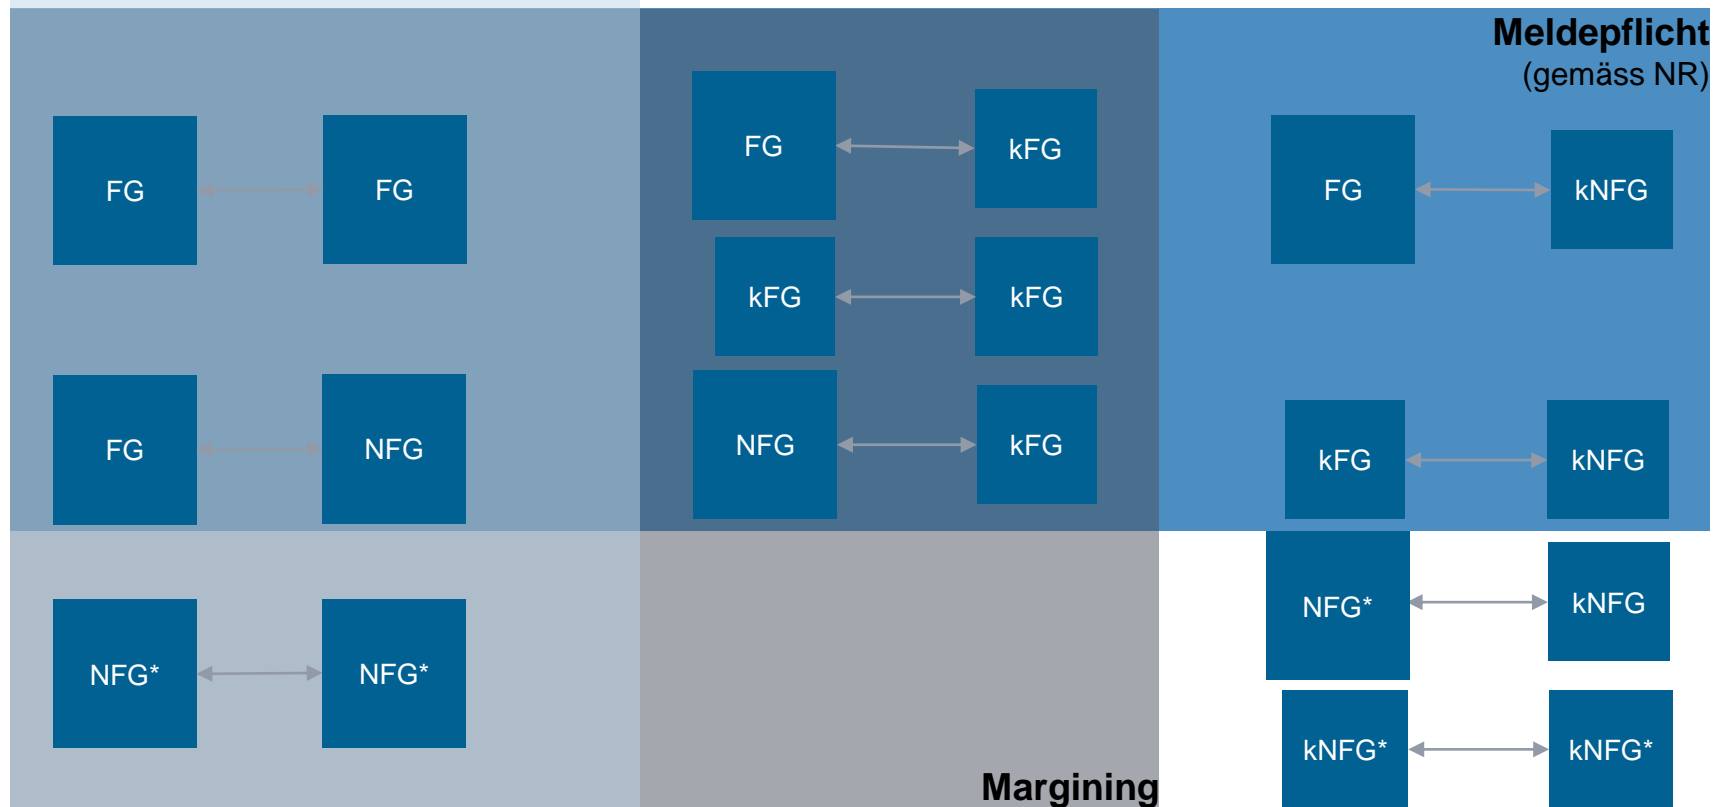 Meldepflicht
(gemäss NR)
FG FG
FG kFG
FG kNFG
kFG kFG
FG NFG
NFG kFG
kFG kNFG
NFG* NFG*
NFG* kNFG
kNFG* kNFG*
Margining